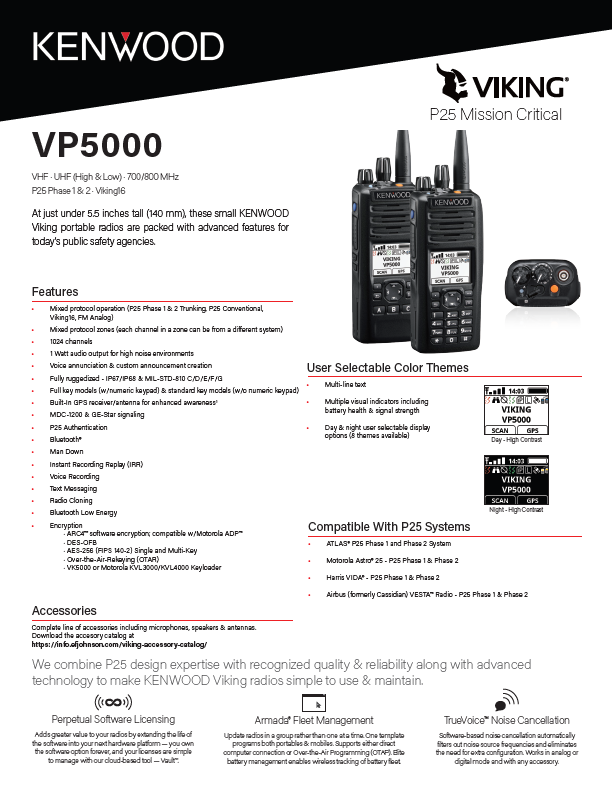 KENWOOD
VIKING®
P25 Mission Critical
VP5000
VHF · UHF (High & Low) · 700/800 MHz
P25 Phase 1 & 2 · Viking16
At just under 5.5 inches tall (140 mm), these small KENWOOD
Viking portable radios are packed with advanced features for
today's public safety agencies.
Features
• Mixed protocol operation (P25 Phase 1 & 2 Trunking, P25 Conventional,
Viking16, FM Analog)
• Mixed protocol zones (each channel in a zone can be from a different system)
• 1024 channels
• 1 Watt audio output for high noise environments
• Voice annunciation & custom announcement creation
• Fully ruggedized - IP67/IP68 & MIL-STD-810 C/D/E/F/G
• Full key models (w/numeric keypad) & standard key models (w/o numeric keypad)
• Built-In GPS receiver/antenna for enhanced awareness¹
• MDC-1200 & GE-Star signaling
• P25 Authentication
• Bluetooth®
• Man Down
• Instant Recording Replay (IRR)
• Voice Recording
• Text Messaging
• Radio Cloning
• Bluetooth Low Energy
• Encryption
· ARC4™ software encryption; compatible w/Motorola ADP™
· DES-OFB
· AES-256 (FIPS 140-2) Single and Multi-Key
· Over-the-Air-Rekeying (OTAR)
· VK5000 or Motorola KVL3000/KVL4000 Keyloader
Accessories
Complete line of accessories including microphones, speakers & antennas.
Download the accesory catalog at
https://info.efjohnson.com/viking-accessory-catalog/
KENWOOD
14:03
VIKING
VP5000
SCAN GPS
A B C
KENWOOD
14:03
VIKING
VP5000
SCAN GPS
User Selectable Color Themes
• Multi-line text
• Multiple visual indicators including
battery health & signal strength
• Day & night user selectable display
options (8 themes available)
14:03
VIKING
VP5000
SCAN GPS
Day - High Contrast
14:03
VIKING
VP5000
SCAN GPS
Night - High Contrast
Compatible With P25 Systems
• ATLAS® P25 Phase 1 and Phase 2 System
• Motorola Astro® 25 - P25 Phase 1 & Phase 2
• Harris VIDA® - P25 Phase 1 & Phase 2
• Airbus (formerly Cassidian) VESTA™ Radio - P25 Phase 1 & Phase 2
We combine P25 design expertise with recognized quality & reliability along with advanced
technology to make KENWOOD Viking radios simple to use & maintain.
Perpetual Software Licensing
Adds greater value to your radios by extending the life of
the software into your next hardware platform — you own
the software option forever, and your licenses are simple
to manage with our cloud-based tool — Vault™.
Armada® Fleet Management
Update radios in a group rather than one at a time. One template
programs both portables & mobiles. Supports either direct
computer connection or Over-the-Air Programming (OTAP). Elite
battery management enables wireless tracking of battery fleet.
TrueVoice™ Noise Cancellation
Software-based noise cancellation automatically
filters out noise source frequencies and eliminates
the need for extra configuration. Works in analog or
digital mode and with any accessory.